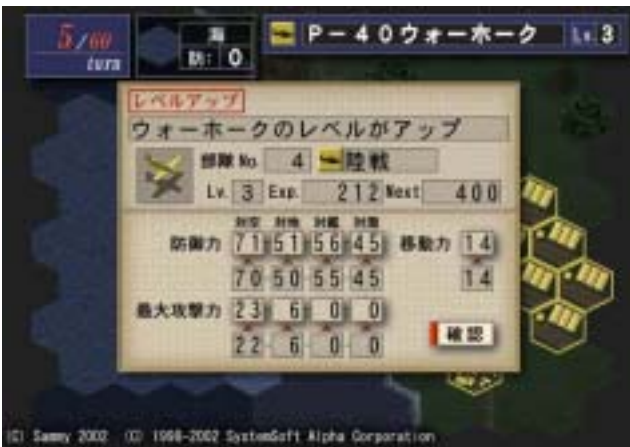 5/60
turn
海
防: 0
P-40ウォーホーク Lv. 3
レベルアップ
ウォーホークのレベルがアップ
部隊 No. 4 陸戦
Lv. 3 Exp. 212 Next 400
対空 対地 対艦 対潜
防御力 71 51 56 45 移動力 14
70 50 55 45 14
最大攻撃力 23 6 0 0
22 6 0 0
確認
(C) Sammy 2002 (C) 1998-2002 SystemSoft Alpha Corporation